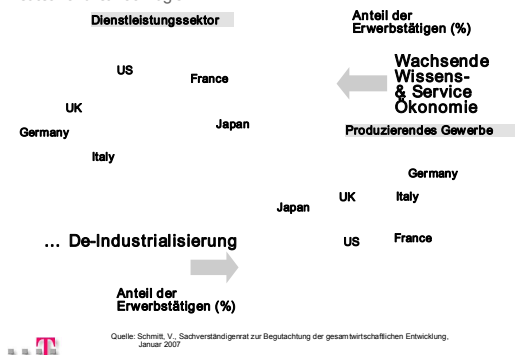 Dienstleistungssektor
Anteil der
Erwerbstätigen (%)
US
France
Wachsende
Wissens-
& Service
Ökonomie
UK
Japan
Germany
Produzierendes Gewerbe
Italy
Germany
UK
Italy
Japan
... De-Industrialisierung
US
France
Anteil der
Erwerbstätigen (%)
Quelle: Schmitt, V., Sachverständigenrat zur Begutachtung der gesamtwirtschaftlichen Entwicklung,
Januar 2007
T